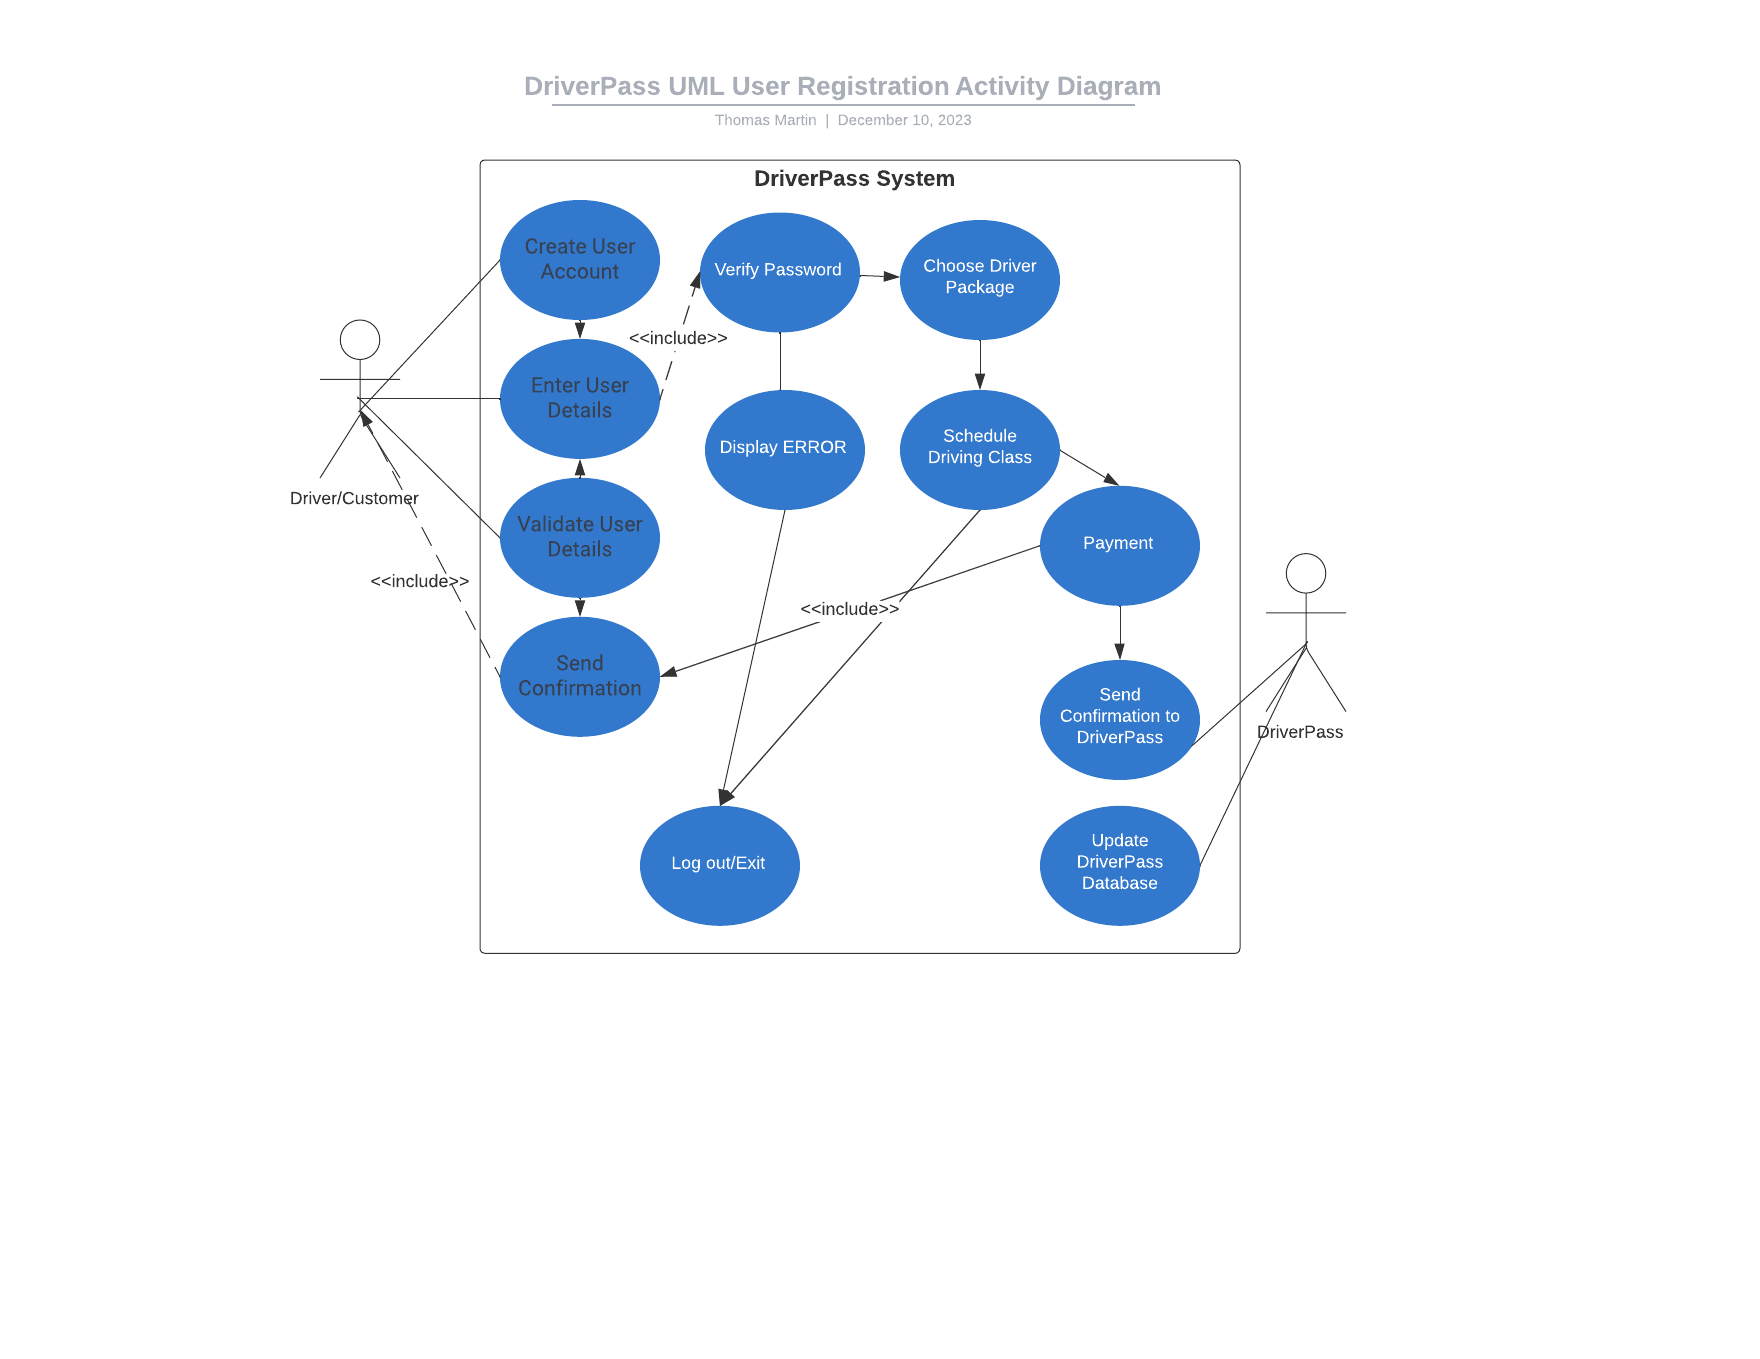 DriverPass UML User Registration Activity Diagram
Thomas Martin | December 10, 2023
DriverPass System
Create User
Account
Verify Password
Choose Driver
Package
<<include>>
Enter User
Details
Display ERROR
Schedule
Driving Class
Driver/Customer
Validate User
Details
Payment
<<include>>
<<include>>
Send
Confirmation
Send
Confirmation to
DriverPass
DriverPass
Log out/Exit
Update
DriverPass
Database